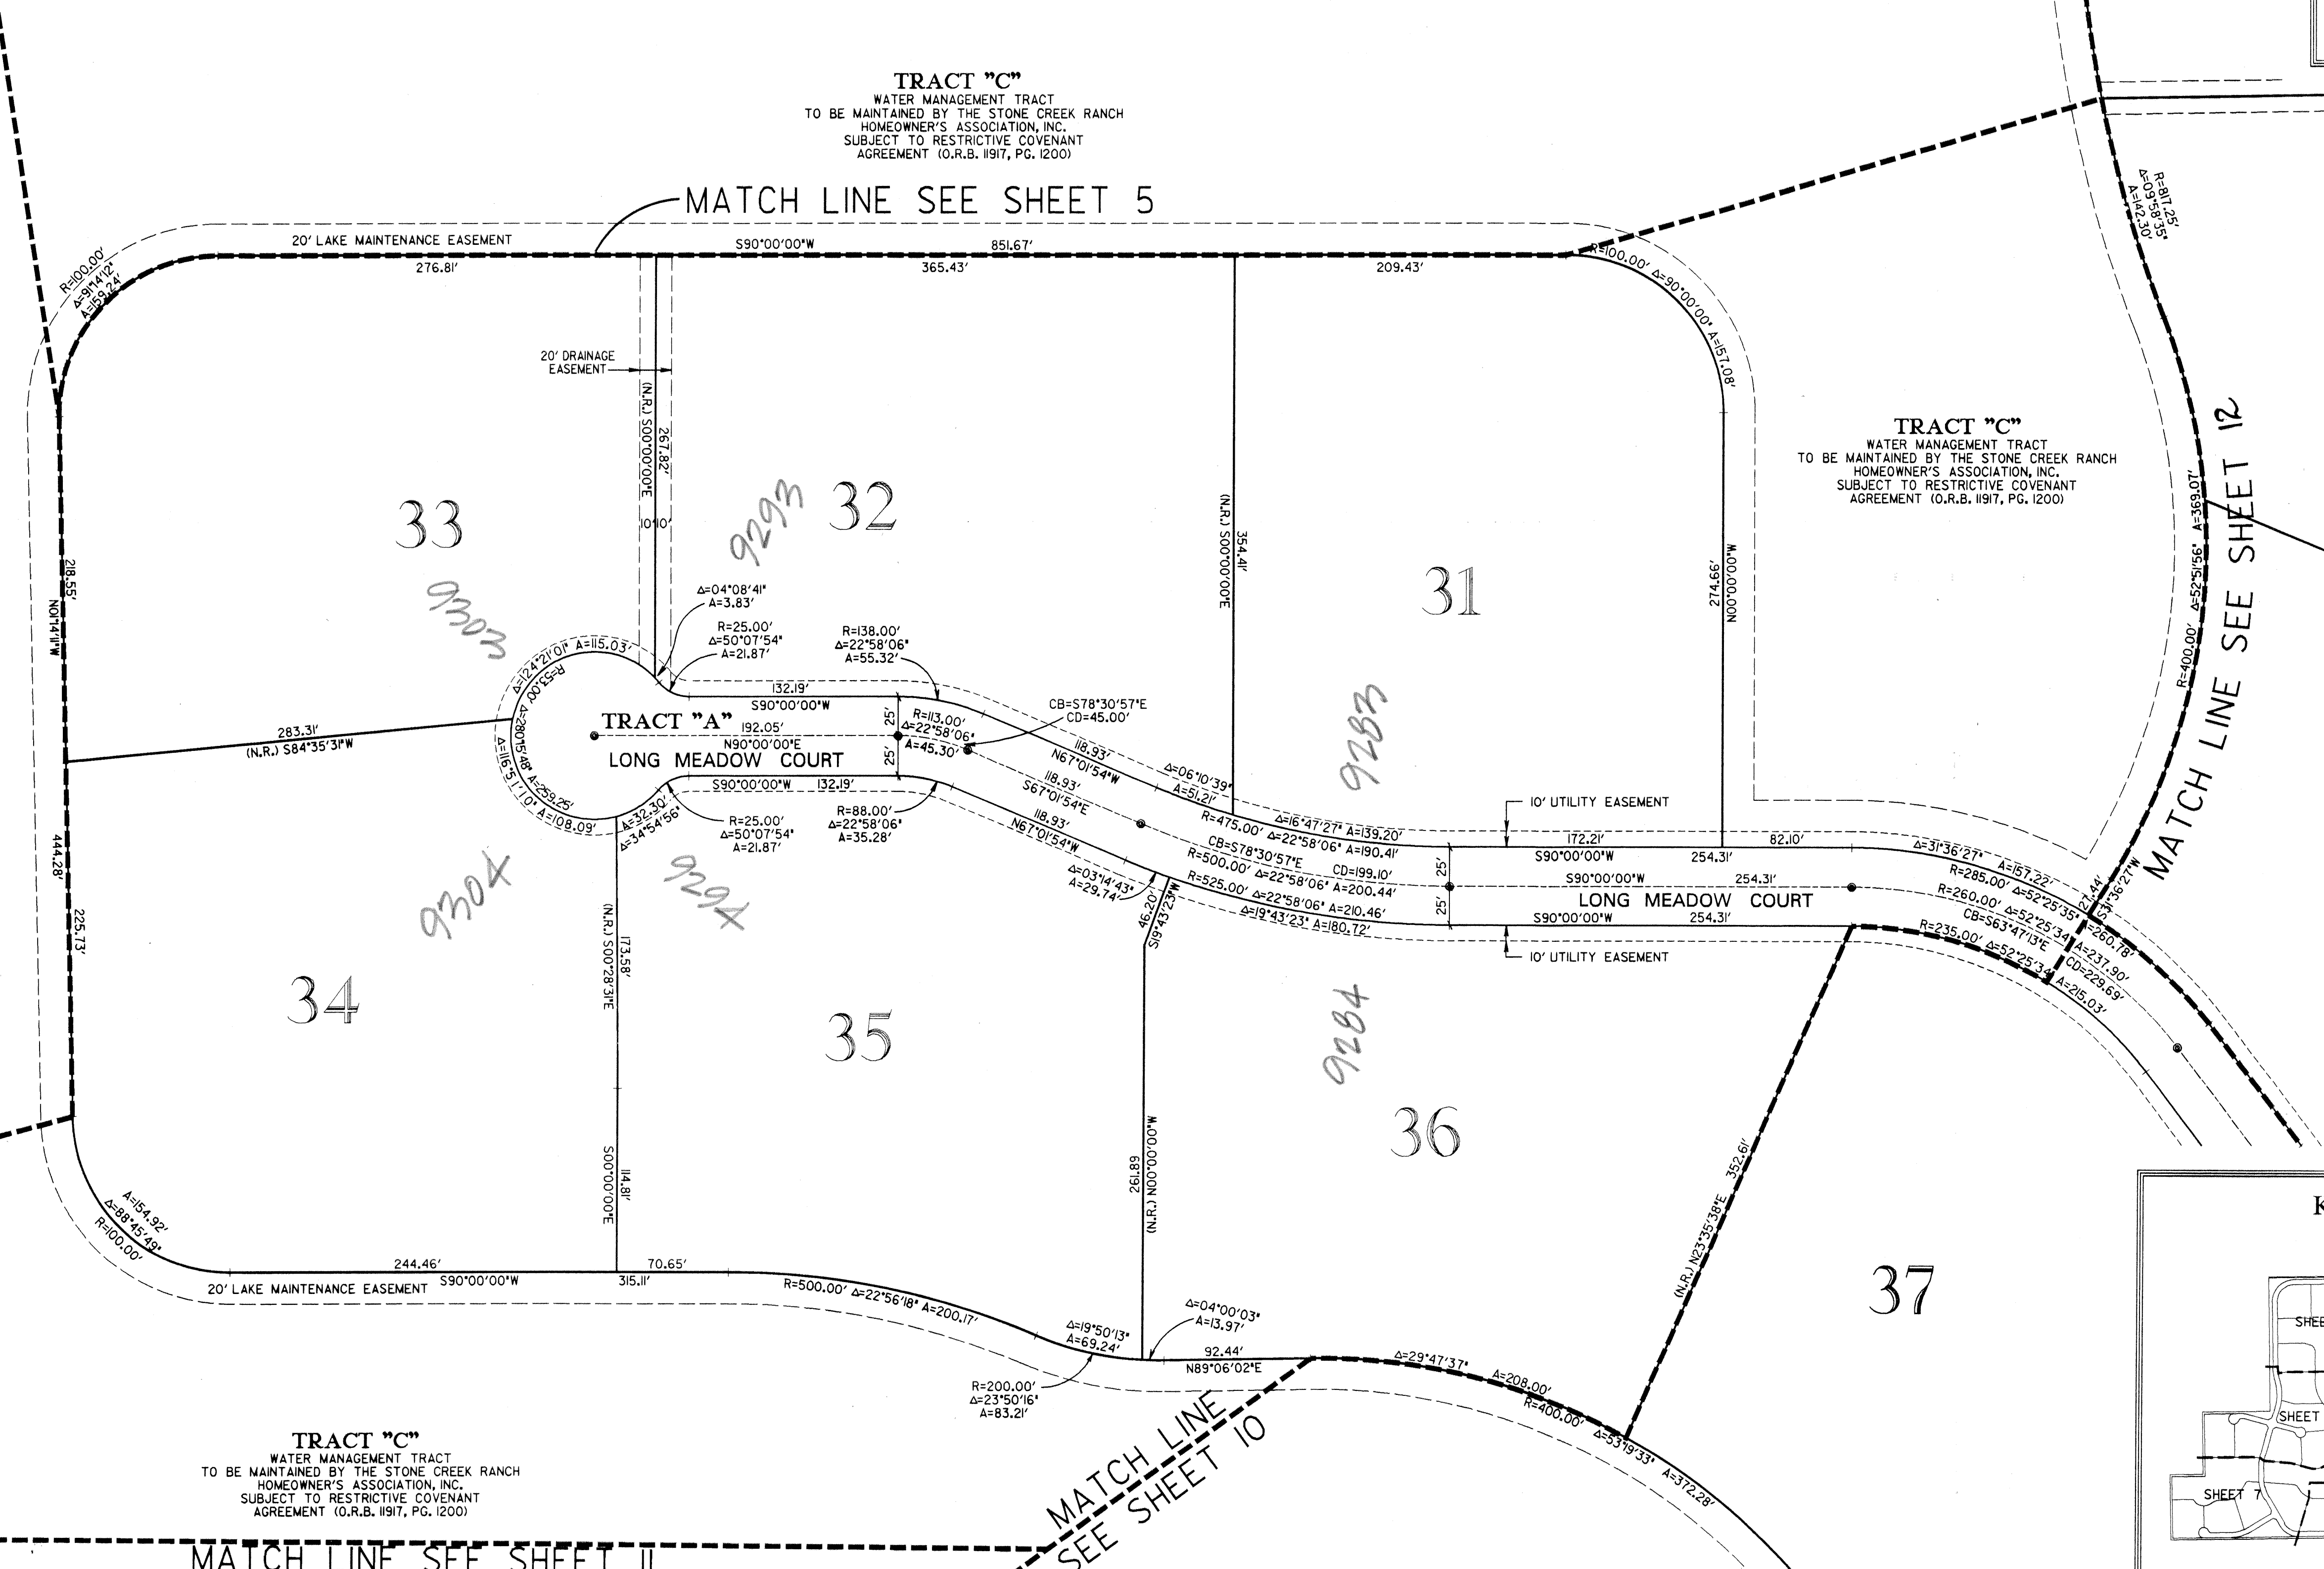 TRACT "C"
WATER MANAGEMENT TRACT
TO BE MAINTAINED BY THE STONE CREEK RANCH
HOMEOWNER'S ASSOCIATION, INC.
SUBJECT TO RESTRICTIVE COVENANT
AGREEMENT (O.R.B. 11917, PG. 1200)
MATCH LINE SEE SHEET 5
20' LAKE MAINTENANCE EASEMENT
S90°00'00"W
851.67'
276.81'
365.43'
209.43'
R=100.00'
Δ=91°14'12"
A=159.24'
R=100.00' Δ=90°00'00" A=157.08'
R=817.25'
Δ=09°58'35"
A=142.30'
20' DRAINAGE
EASEMENT
(N.R.) S00°00'00"E
267.82'
10' 10'
33
9303
32
9293
31
9283
(N.R.) S00°00'00"E
354.41'
274.66'
N00°00'00"W
TRACT "C"
WATER MANAGEMENT TRACT
TO BE MAINTAINED BY THE STONE CREEK RANCH
HOMEOWNER'S ASSOCIATION, INC.
SUBJECT TO RESTRICTIVE COVENANT
AGREEMENT (O.R.B. 11917, PG. 1200)
R=400.00' Δ=52°51'56" A=369.07'
MATCH LINE SEE SHEET 12
218.55'
N01°14'11"W
444.28'
225.73'
Δ=04°08'41"
A=3.83'
R=25.00'
Δ=50°07'54"
A=21.87'
R=138.00'
Δ=22°58'06"
A=55.32'
Δ=124°21'01" A=115.03'
R=53.00' Δ=280°15'48" A=259.25'
Δ=116°51'10" A=108.09'
Δ=34°54'56"
A=32.30'
283.31'
(N.R.) S84°35'31"W
132.19'
S90°00'00"W
TRACT "A"
192.05'
N90°00'00"E
LONG MEADOW COURT
S90°00'00"W 132.19'
25'
25'
R=113.00'
Δ=22°58'06"
A=45.30'
CB=S78°30'57"E
CD=45.00'
118.93'
N67°01'54"W
118.93'
S67°01'54"E
118.93'
N67°01'54"W
R=25.00'
Δ=50°07'54"
A=21.87'
R=88.00'
Δ=22°58'06"
A=35.28'
Δ=06°10'39"
A=51.21'
Δ=16°47'27" A=139.20'
R=475.00' Δ=22°58'06" A=190.41'
CB=S78°30'57"E CD=199.10'
R=500.00' Δ=22°58'06" A=200.44'
R=525.00' Δ=22°58'06" A=210.46'
Δ=19°43'23" A=180.72'
Δ=03°14'43"
A=29.74'
46.20'
S19°43'23"W
10' UTILITY EASEMENT
172.21'
82.10'
S90°00'00"W
254.31'
25'
25'
S90°00'00"W
254.31'
LONG MEADOW COURT
S90°00'00"W
254.31'
10' UTILITY EASEMENT
Δ=31°36'27" A=157.22'
R=285.00' Δ=52°25'35" A=260.78'
R=260.00' Δ=52°25'34" A=237.90'
CB=S63°47'13"E CD=229.69'
R=235.00' Δ=52°25'34" A=215.03'
27.44'
S31°36'27"W
9304
34
9294
35
9284
36
37
(N.R.) S00°28'31"E
173.58'
S00°00'00"E
114.81'
261.89
(N.R.) N00°00'00"W
(N.R.) N23°35'38"E 352.61'
A=154.92'
Δ=88°45'49"
R=100.00'
244.46'
70.65'
20' LAKE MAINTENANCE EASEMENT
S90°00'00"W
315.11'
R=500.00' Δ=22°56'18" A=200.17'
Δ=19°50'13"
A=69.24'
Δ=04°00'03"
A=13.97'
92.44'
N89°06'02"E
R=200.00'
Δ=23°50'16"
A=83.21'
Δ=29°47'37" A=208.00'
R=400.00' Δ=53°19'33" A=372.28'
MATCH LINE
SEE SHEET 10
TRACT "C"
WATER MANAGEMENT TRACT
TO BE MAINTAINED BY THE STONE CREEK RANCH
HOMEOWNER'S ASSOCIATION, INC.
SUBJECT TO RESTRICTIVE COVENANT
AGREEMENT (O.R.B. 11917, PG. 1200)
MATCH LINE SEE SHEET 11
K
SHEE
SHEET
SHEET 7